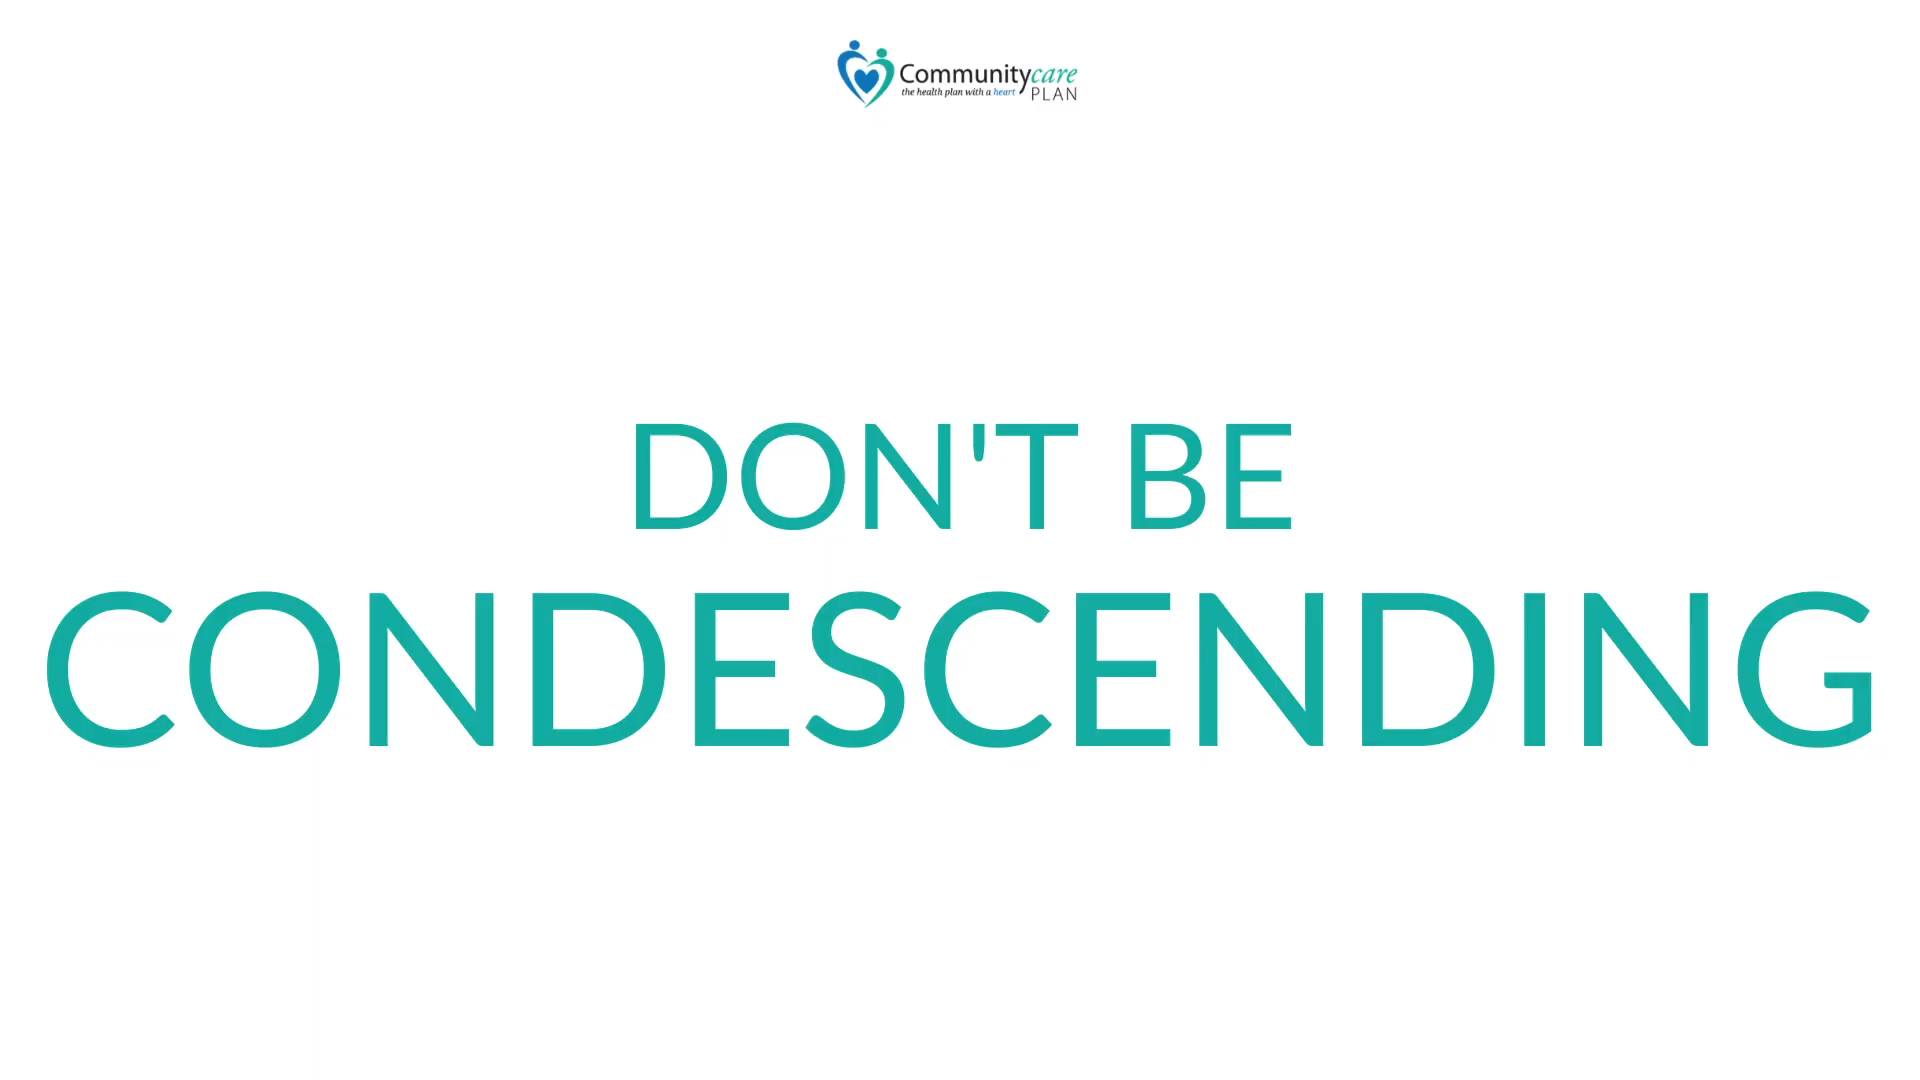 Communitycare
the health plan with a heart PLAN
DON'T BE
CONDESCENDING